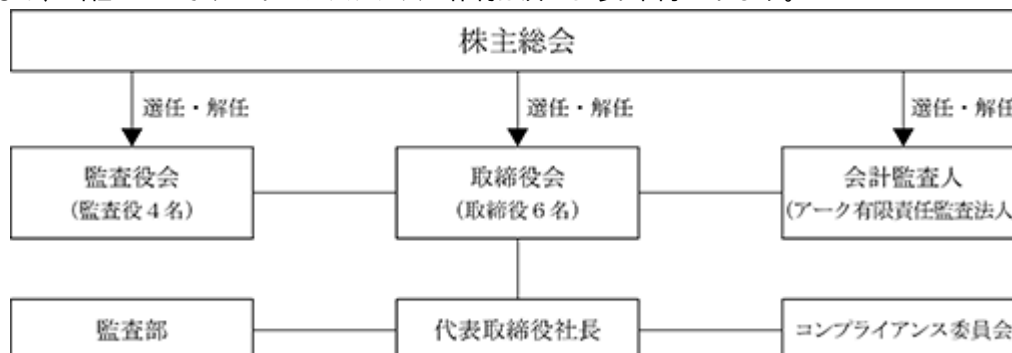 株主総会
選任・解任
選任・解任
選任・解任
監査役会
(監査役4名)
取締役会
(取締役6名)
会計監査人
(アーク有限責任監査法人
監査部
代表取締役社長
コンプライアンス委員会